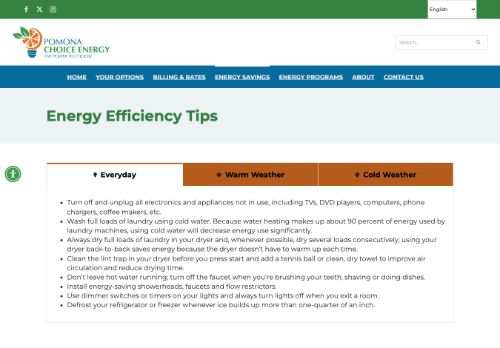 English
POMONA
CHOICE ENERGY
THE POWER TO CHOOSE
Search...
HOME YOUR OPTIONS BILLING & RATES ENERGY SAVINGS ENERGY PROGRAMS ABOUT CONTACT US
Energy Efficiency Tips
Everyday Warm Weather Cold Weather
• Turn off and unplug all electronics and appliances not in use, including TVs, DVD players, computers, phone
chargers, coffee makers, etc.
• Wash full loads of laundry using cold water. Because water heating makes up about 90 percent of energy used by
laundry machines, using cold water will decrease energy use significantly.
• Always dry full loads of laundry in your dryer and, whenever possible, dry several loads consecutively; using your
dryer back-to-back saves energy because the dryer doesn't have to warm up each time.
• Clean the lint trap in your dryer before you press start and add a tennis ball or clean, dry towel to improve air
circulation and reduce drying time.
• Don't leave hot water running; turn off the faucet when you're brushing your teeth, shaving or doing dishes.
• Install energy-saving showerheads, faucets and flow restrictors.
• Use dimmer switches or timers on your lights and always turn lights off when you exit a room.
• Defrost your refrigerator or freezer whenever ice builds up more than one-quarter of an inch.